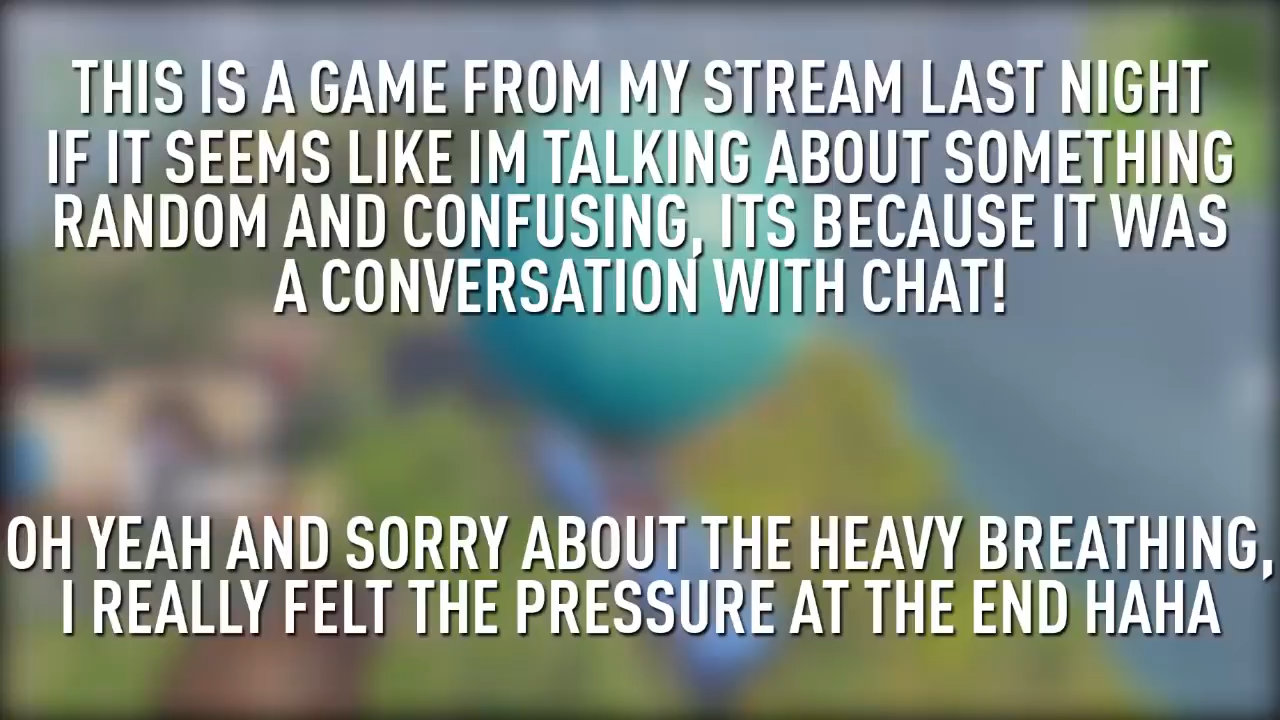 THIS IS A GAME FROM MY STREAM LAST NIGHT
IF IT SEEMS LIKE IM TALKING ABOUT SOMETHING
RANDOM AND CONFUSING, ITS BECAUSE IT WAS
A CONVERSATION WITH CHAT!
OH YEAH AND SORRY ABOUT THE HEAVY BREATHING,
I REALLY FELT THE PRESSURE AT THE END HAHA